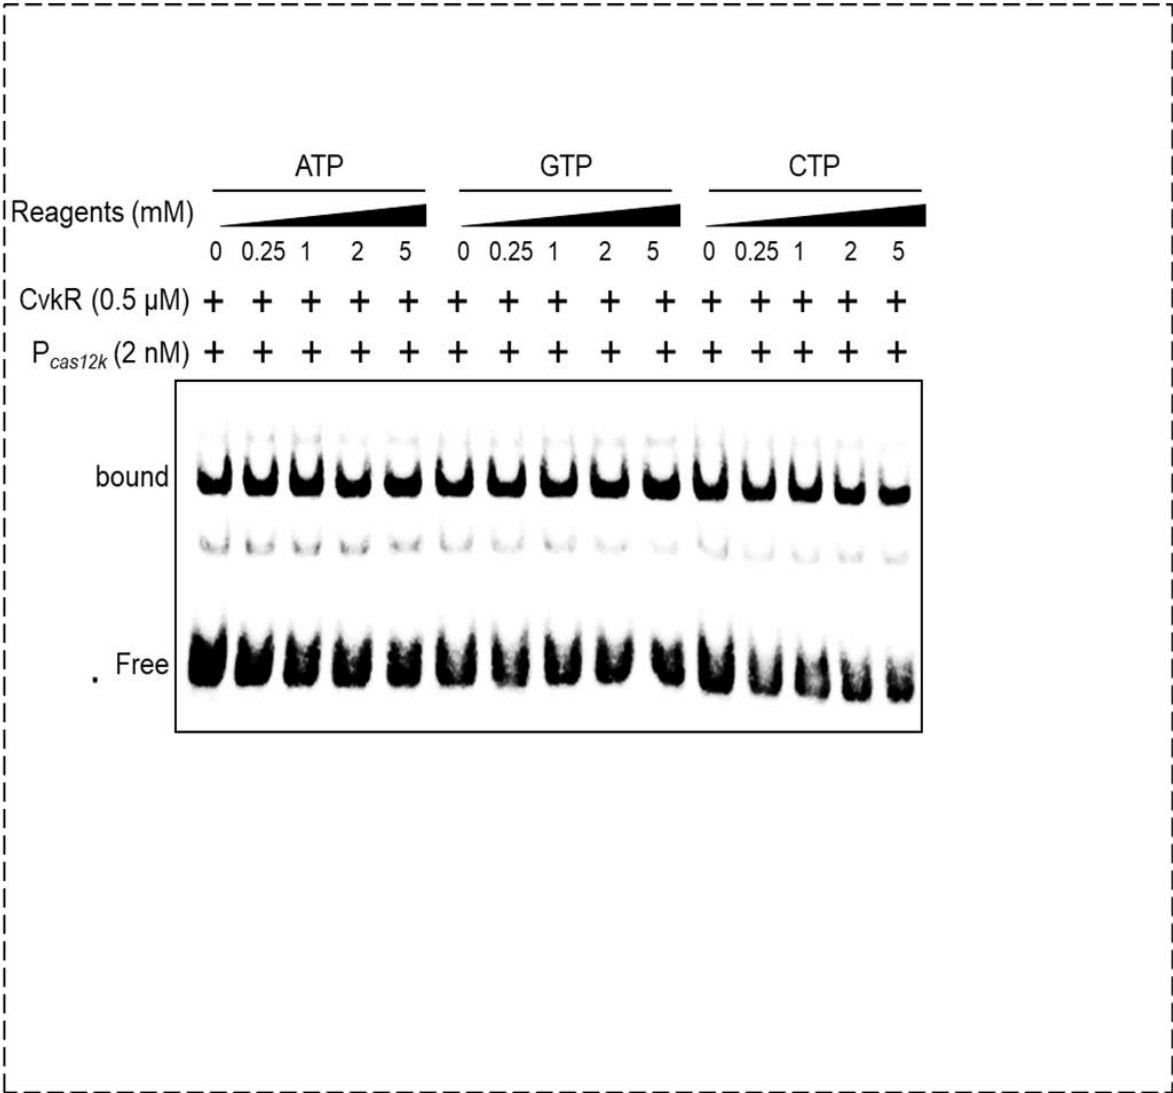 ATP GTP CTP
Reagents (mM)
0 0.25 1 2 5 0 0.25 1 2 5 0 0.25 1 2 5
CvkR (0.5 µM) + + + + + + + + + + + + + + +
Pcas12k (2 nM) + + + + + + + + + + + + + + +
bound
Free